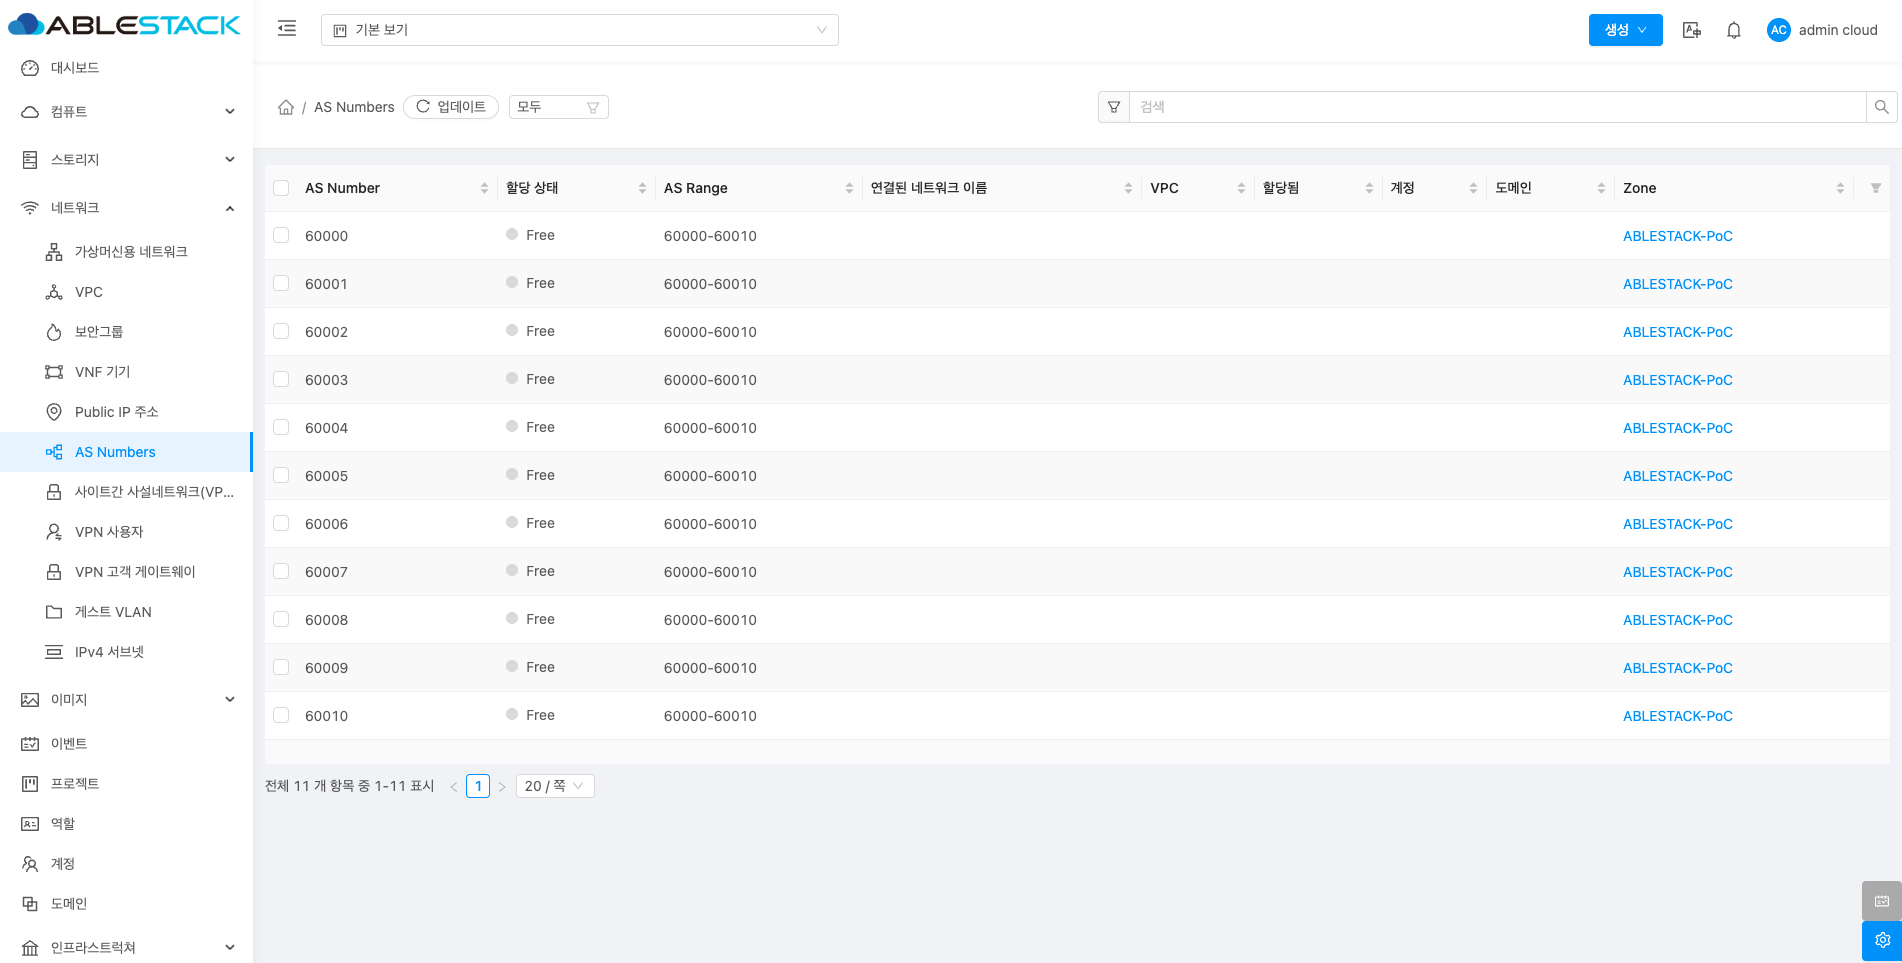 ABLESTACK
기본 보기
생성
AC
admin cloud
대시보드
컴퓨트
스토리지
네트워크
가상머신용 네트워크
VPC
보안그룹
VNF 기기
Public IP 주소
AS Numbers
사이트간 사설네트워크(VP...
VPN 사용자
VPN 고객 게이트웨이
게스트 VLAN
IPv4 서브넷
이미지
이벤트
프로젝트
역할
계정
도메인
인프라스트럭쳐
/ AS Numbers 업데이트 모두
검색
AS Number 할당 상태 AS Range 연결된 네트워크 이름 VPC 할당됨 계정 도메인 Zone
60000 Free 60000-60010 ABLESTACK-PoC
60001 Free 60000-60010 ABLESTACK-PoC
60002 Free 60000-60010 ABLESTACK-PoC
60003 Free 60000-60010 ABLESTACK-PoC
60004 Free 60000-60010 ABLESTACK-PoC
60005 Free 60000-60010 ABLESTACK-PoC
60006 Free 60000-60010 ABLESTACK-PoC
60007 Free 60000-60010 ABLESTACK-PoC
60008 Free 60000-60010 ABLESTACK-PoC
60009 Free 60000-60010 ABLESTACK-PoC
60010 Free 60000-60010 ABLESTACK-PoC
전체 11 개 항목 중 1-11 표시 < 1 > 20 / 쪽